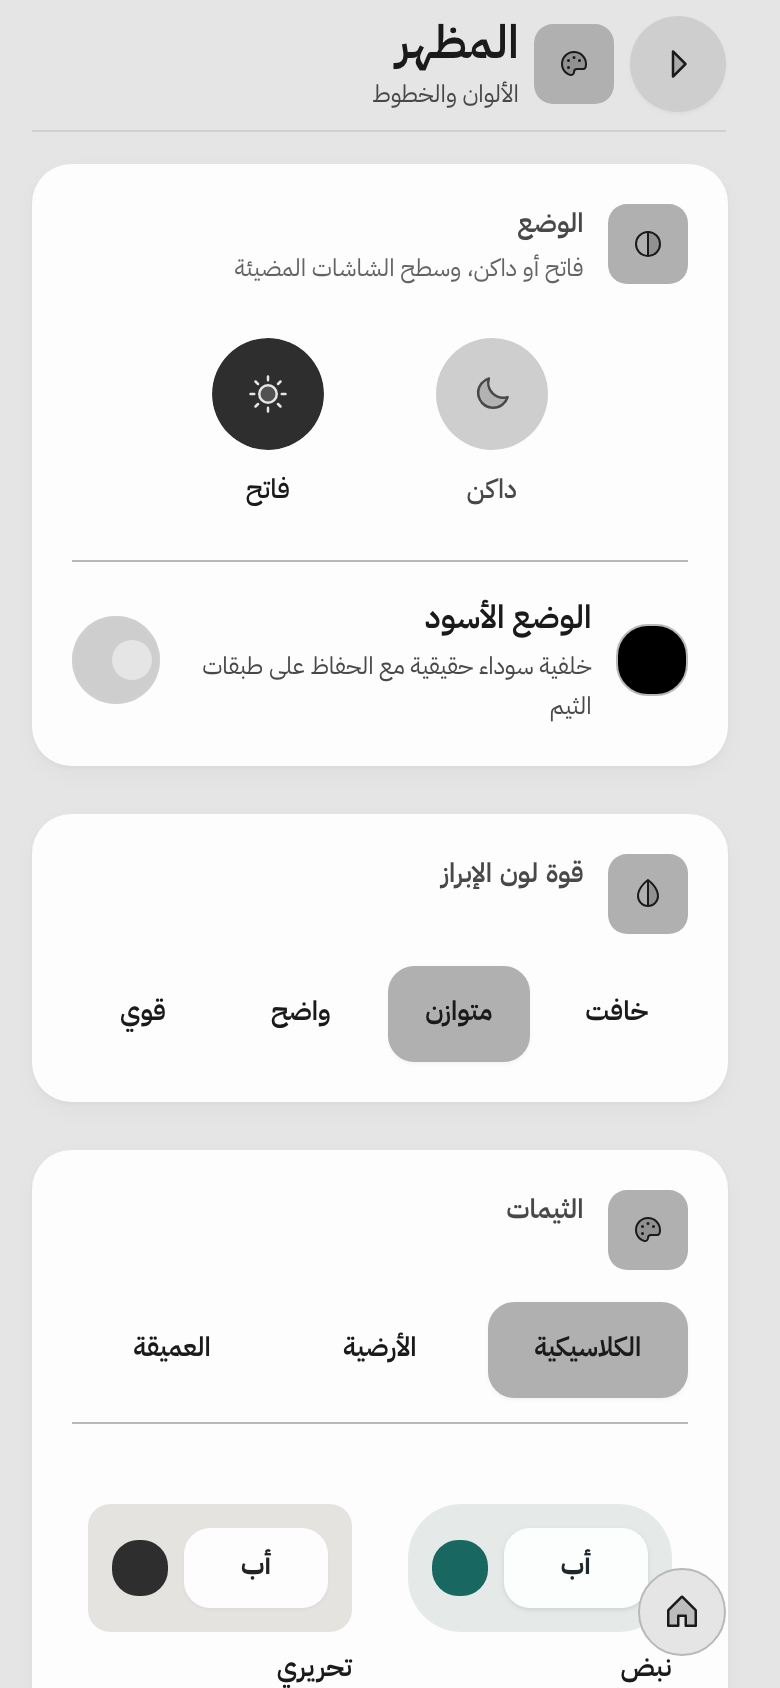 المظهر
الألوان والخطوط
الوضع
فاتح أو داكن، وسطح الشاشات المضيئة
داكن
فاتح
الوضع الأسود
خلفية سوداء حقيقية مع الحفاظ على طبقات
الثيم
قوة لون الإبراز
خافت
متوازن
واضح
قوي
الثيمات
الكلاسيكية
الأرضية
العميقة
أب
أب
نبض
تحريري